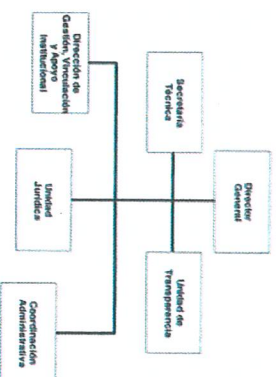 Director
General
Secretaría
Técnica
Unidad de
Transparencia
Dirección de
Gestión, Vinculación
y Apoyo
Institucional
Unidad
Jurídica
Coordinación
Administrativa